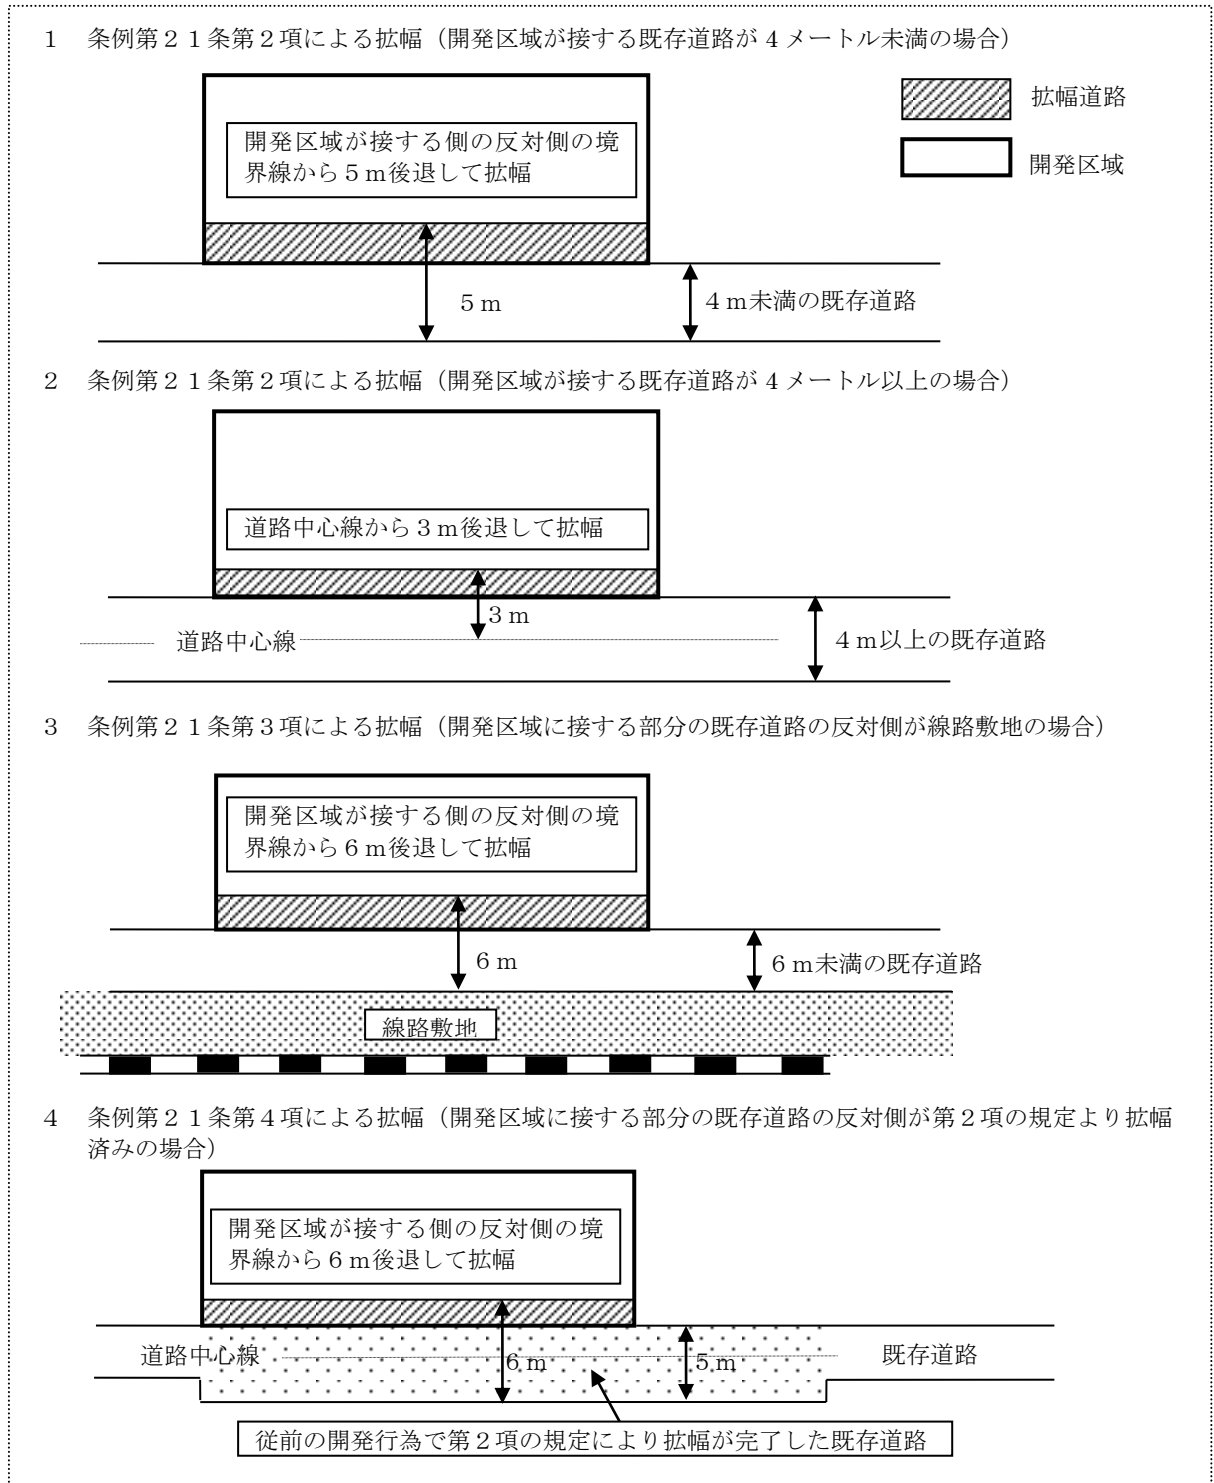 １　条例第２１条第２項による拡幅（開発区域が接する既存道路が 4 メートル未満の場合）
拡幅道路
開発区域が接する側の反対側の境
界線から５ｍ後退して拡幅
開発区域
５ｍ
４ｍ未満の既存道路
２　条例第２１条第２項による拡幅（開発区域が接する既存道路が 4 メートル以上の場合）
道路中心線から３ｍ後退して拡幅
３ｍ
道路中心線
４ｍ以上の既存道路
３　条例第２１条第３項による拡幅（開発区域に接する部分の既存道路の反対側が線路敷地の場合）
開発区域が接する側の反対側の境
界線から６ｍ後退して拡幅
６ｍ
６ｍ未満の既存道路
線路敷地
４　条例第２１条第４項による拡幅（開発区域に接する部分の既存道路の反対側が第２項の規定より拡幅
済みの場合）
開発区域が接する側の反対側の境
界線から６ｍ後退して拡幅
道路中心線
６ｍ
５ｍ
既存道路
従前の開発行為で第２項の規定により拡幅が完了した既存道路